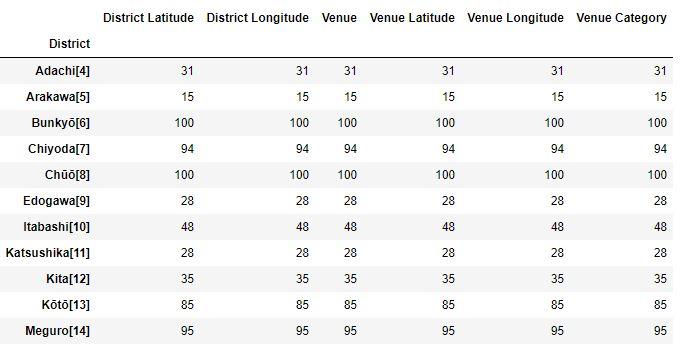 District Latitude District Longitude Venue Venue Latitude Venue Longitude Venue Category
District
Adachi[4] 31 31 31 31 31 31
Arakawa[5] 15 15 15 15 15 15
Bunkyō[6] 100 100 100 100 100 100
Chiyoda[7] 94 94 94 94 94 94
Chūō[8] 100 100 100 100 100 100
Edogawa[9] 28 28 28 28 28 28
Itabashi[10] 48 48 48 48 48 48
Katsushika[11] 28 28 28 28 28 28
Kita[12] 35 35 35 35 35 35
Kōtō[13] 85 85 85 85 85 85
Meguro[14] 95 95 95 95 95 95